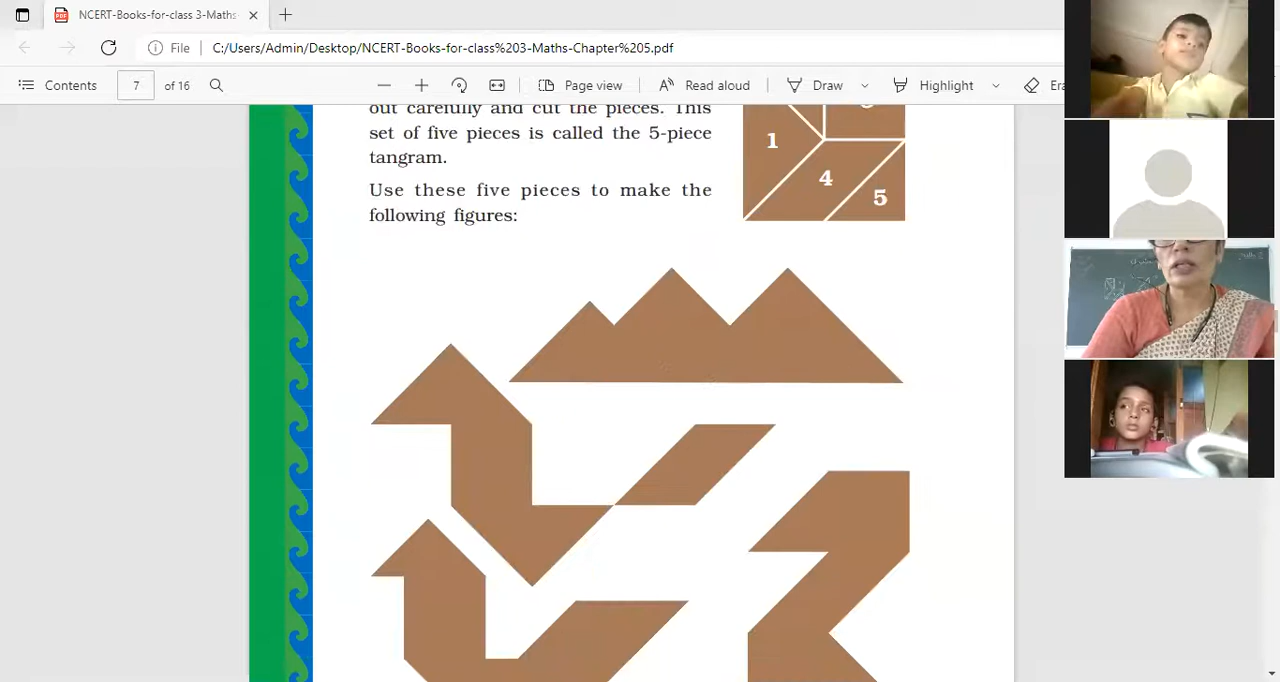 NCERT-Books-for-class 3-Maths-
File C:/Users/Admin/Desktop/NCERT-Books-for-class%203-Maths-Chapter%205.pdf
Contents 7 of 16 Page view Read aloud Draw Highlight
out carefully and cut the pieces. This
set of five pieces is called the 5-piece
tangram.
Use these five pieces to make the
following figures:
1
4
5